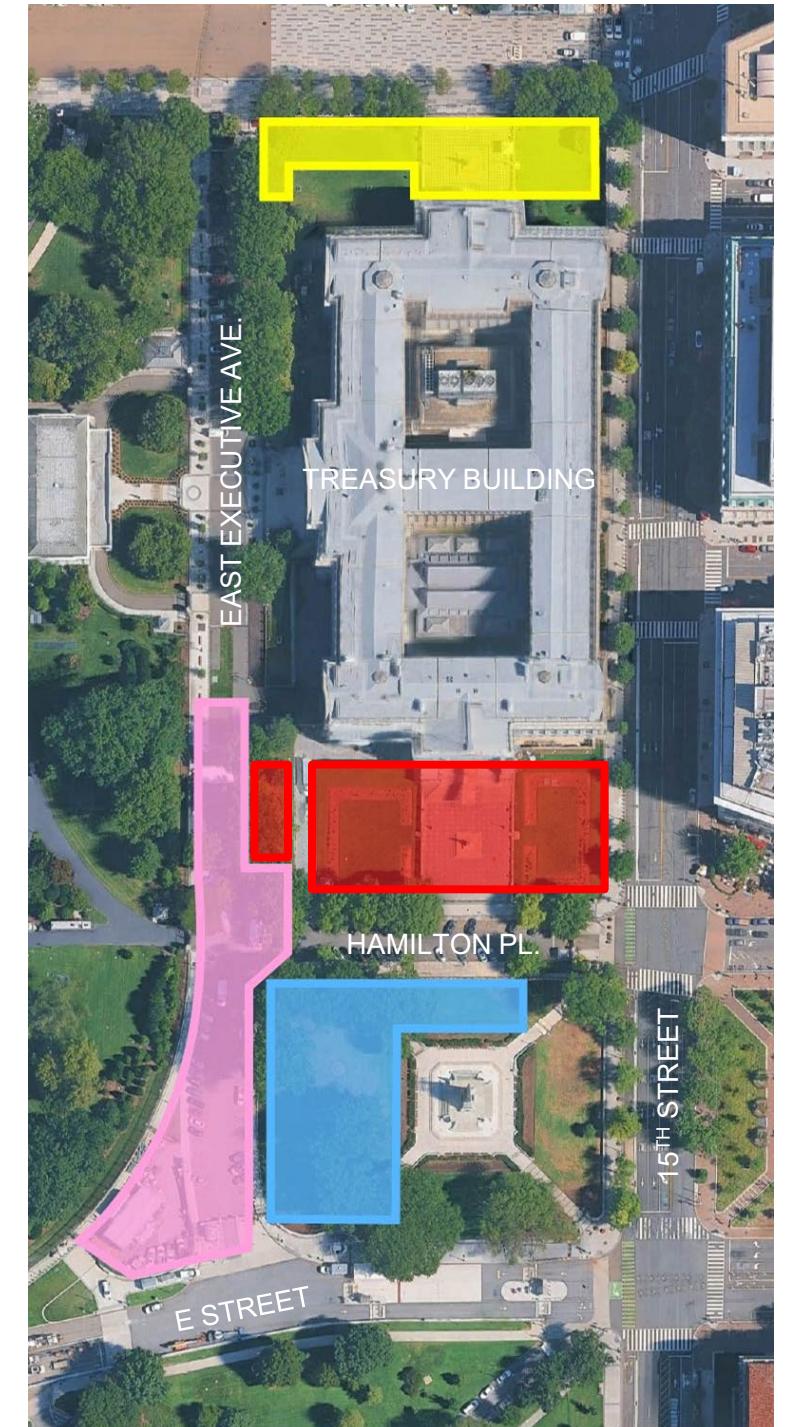 EAST EXECUTIVE AVE.
TREASURY BUILDING
HAMILTON PL.
15TH STREET
E STREET